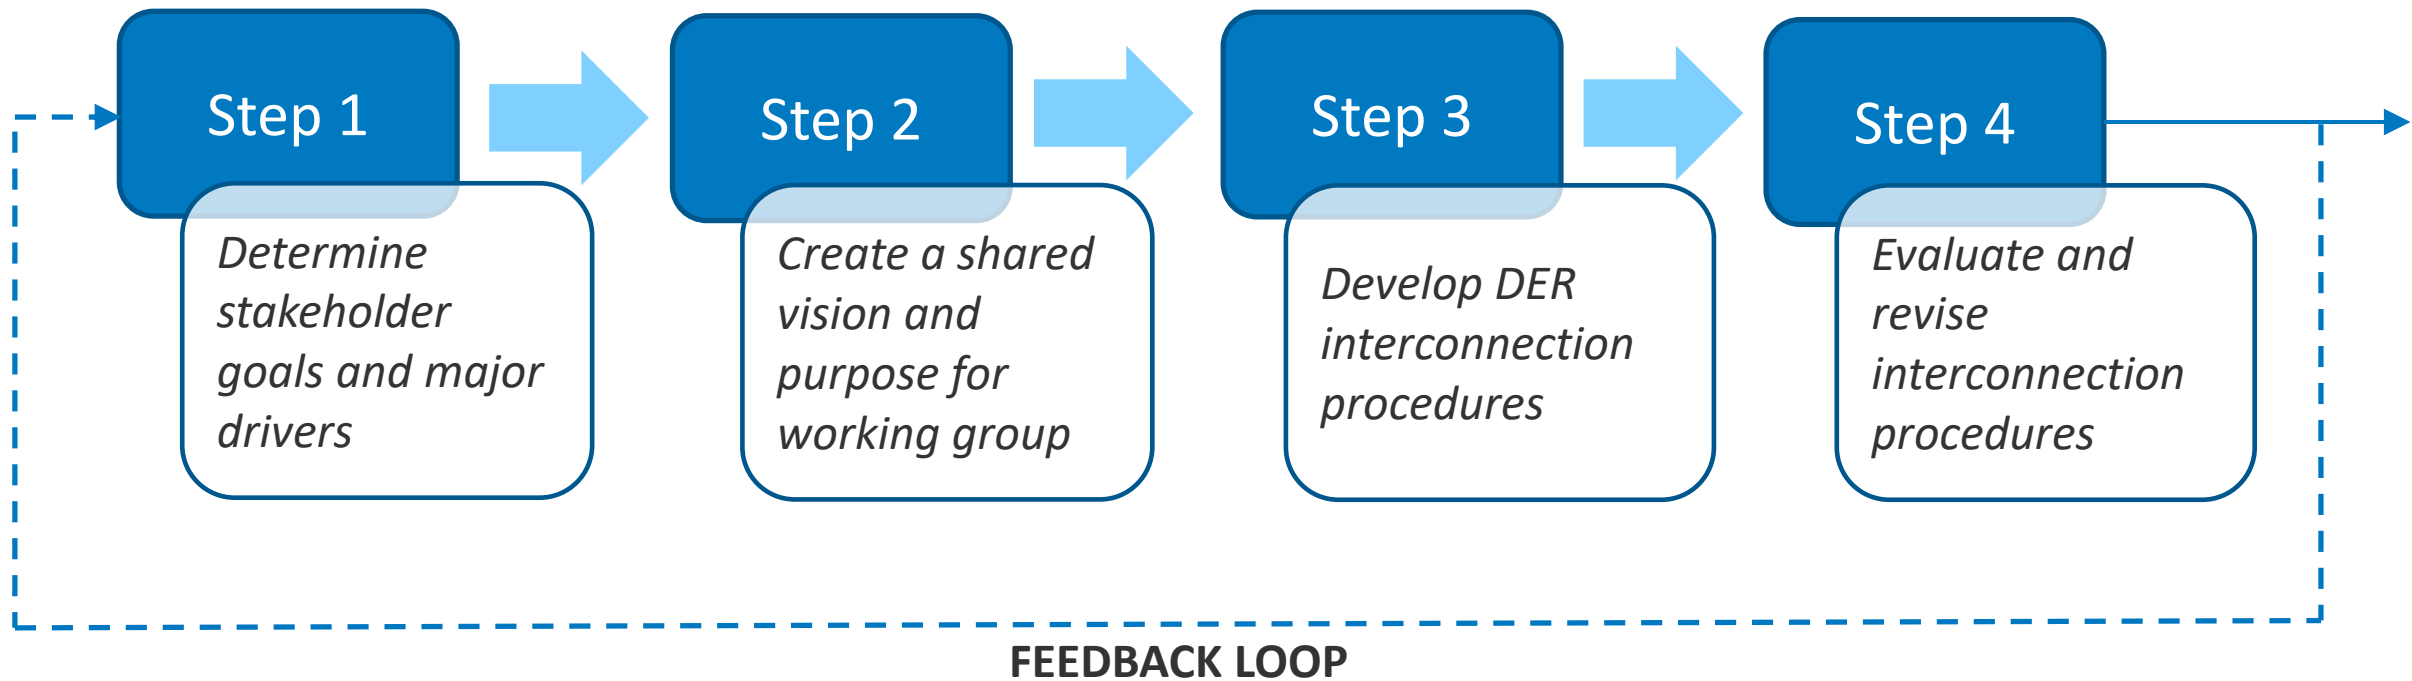 Step 1
Determine
stakeholder
goals and major
drivers
Step 2
Create a shared
vision and
purpose for
working group
Step 3
Develop DER
interconnection
procedures
Step 4
Evaluate and
revise
interconnection
procedures
FEEDBACK LOOP